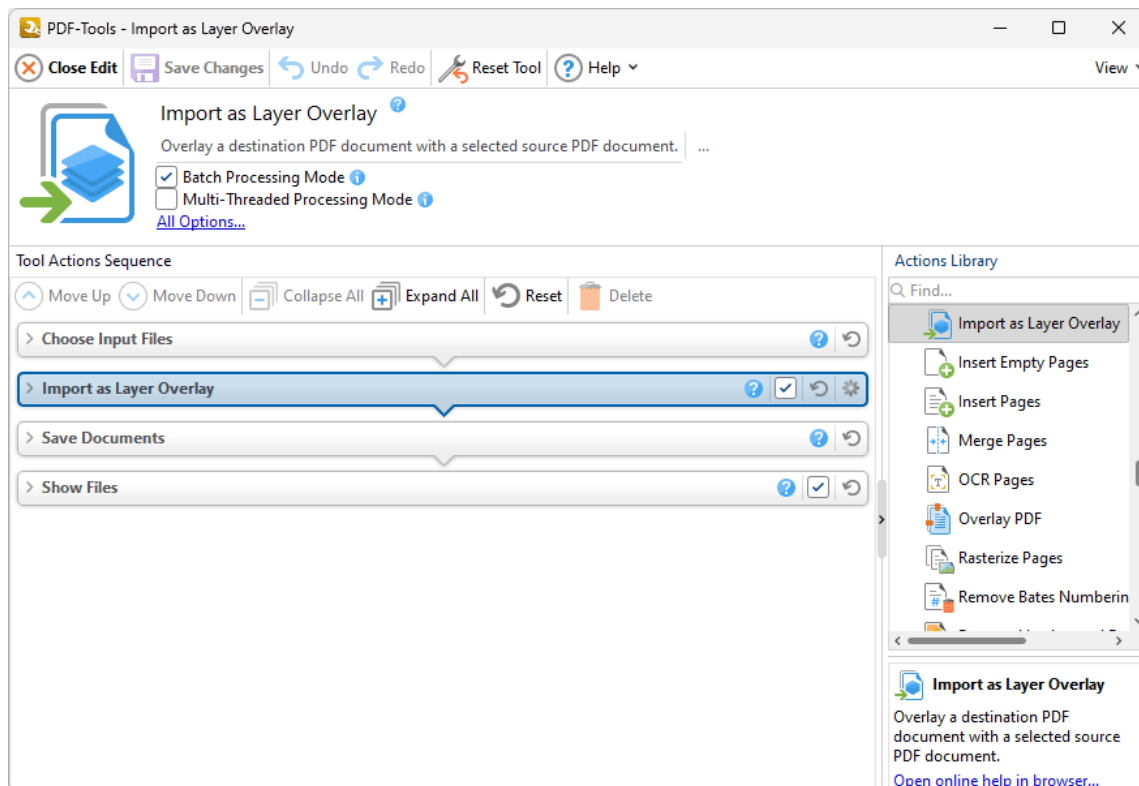 PDF-Tools - Import as Layer Overlay
Close Edit Save Changes Undo Redo Reset Tool Help View
Import as Layer Overlay
Overlay a destination PDF document with a selected source PDF document. ...
Batch Processing Mode
Multi-Threaded Processing Mode
All Options...
Tool Actions Sequence
Move Up Move Down Collapse All Expand All Reset Delete
Choose Input Files
Import as Layer Overlay
Save Documents
Show Files
Actions Library
Find...
Import as Layer Overlay
Insert Empty Pages
Insert Pages
Merge Pages
OCR Pages
Overlay PDF
Rasterize Pages
Remove Bates Numberin
Import as Layer Overlay
Overlay a destination PDF
document with a selected source
PDF document.
Open online help in browser...